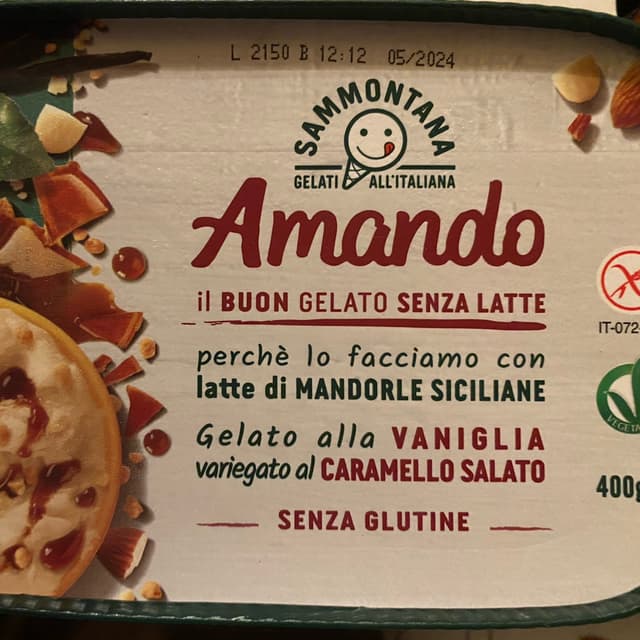 L 2150 B 12:12 05/2024
SAMMONTANA
GELATI ALL'ITALIANA
Amando
il BUON GELATO SENZA LATTE
perchè lo facciamo con
latte di MANDORLE SICILIANE
Gelato alla VANIGLIA
variegato al CARAMELLO SALATO
SENZA GLUTINE
IT-072-
400g